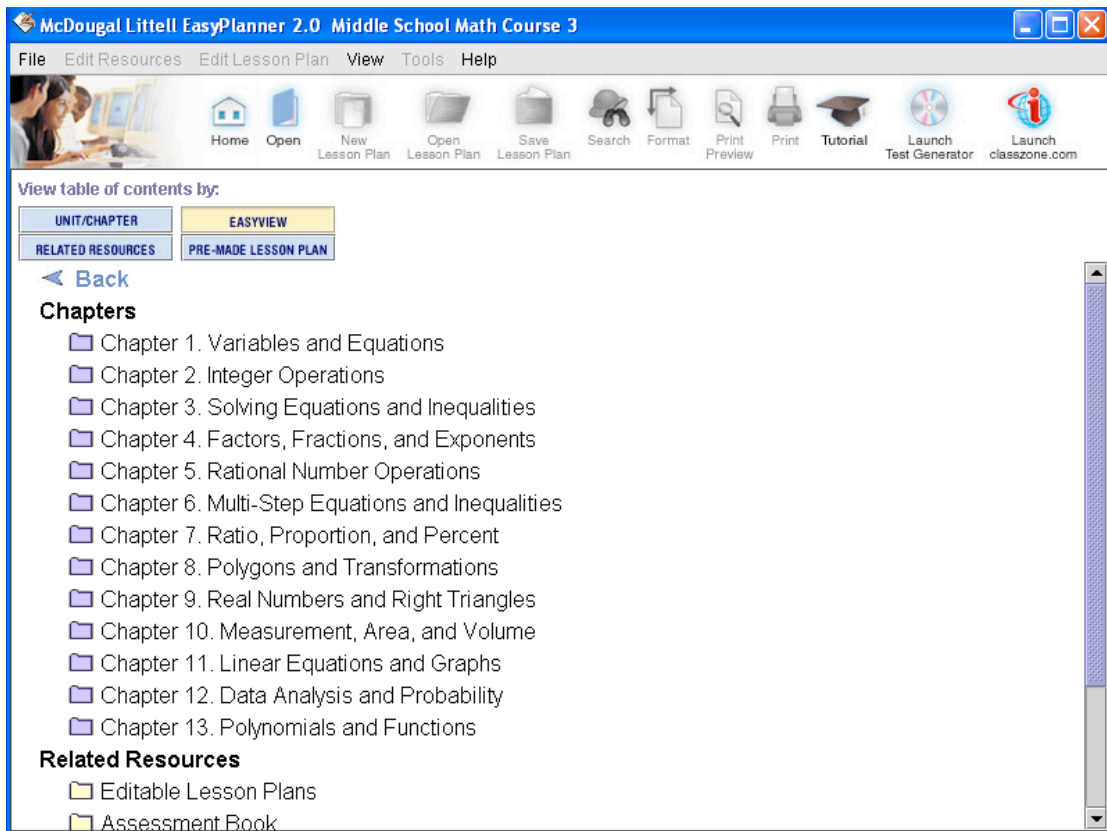 McDougal Littell EasyPlanner 2.0 Middle School Math Course 3
File Edit Resources Edit Lesson Plan View Tools Help
Home Open New Lesson Plan Open Lesson Plan Save Lesson Plan Search Format Print Preview Print Tutorial Launch Test Generator Launch classzone.com
View table of contents by:
UNIT/CHAPTER EASYVIEW
RELATED RESOURCES PRE-MADE LESSON PLAN
Back
Chapters
Chapter 1. Variables and Equations
Chapter 2. Integer Operations
Chapter 3. Solving Equations and Inequalities
Chapter 4. Factors, Fractions, and Exponents
Chapter 5. Rational Number Operations
Chapter 6. Multi-Step Equations and Inequalities
Chapter 7. Ratio, Proportion, and Percent
Chapter 8. Polygons and Transformations
Chapter 9. Real Numbers and Right Triangles
Chapter 10. Measurement, Area, and Volume
Chapter 11. Linear Equations and Graphs
Chapter 12. Data Analysis and Probability
Chapter 13. Polynomials and Functions
Related Resources
Editable Lesson Plans
Assessment Book